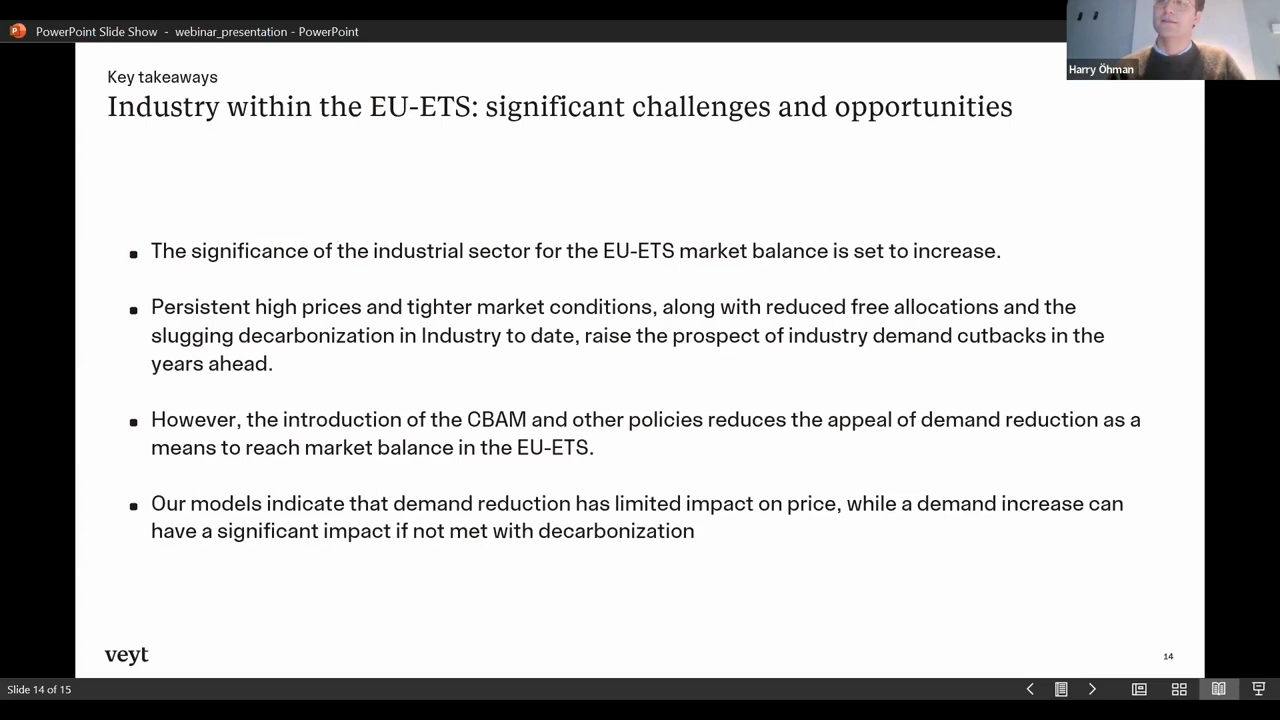 PowerPoint Slide Show - webinar_presentation - PowerPoint
Harry Öhman
Key takeaways
Industry within the EU-ETS: significant challenges and opportunities
The significance of the industrial sector for the EU-ETS market balance is set to increase.
Persistent high prices and tighter market conditions, along with reduced free allocations and the
slugging decarbonization in Industry to date, raise the prospect of industry demand cutbacks in the
years ahead.
However, the introduction of the CBAM and other policies reduces the appeal of demand reduction as a
means to reach market balance in the EU-ETS.
Our models indicate that demand reduction has limited impact on price, while a demand increase can
have a significant impact if not met with decarbonization
veyt
14
Slide 14 of 15